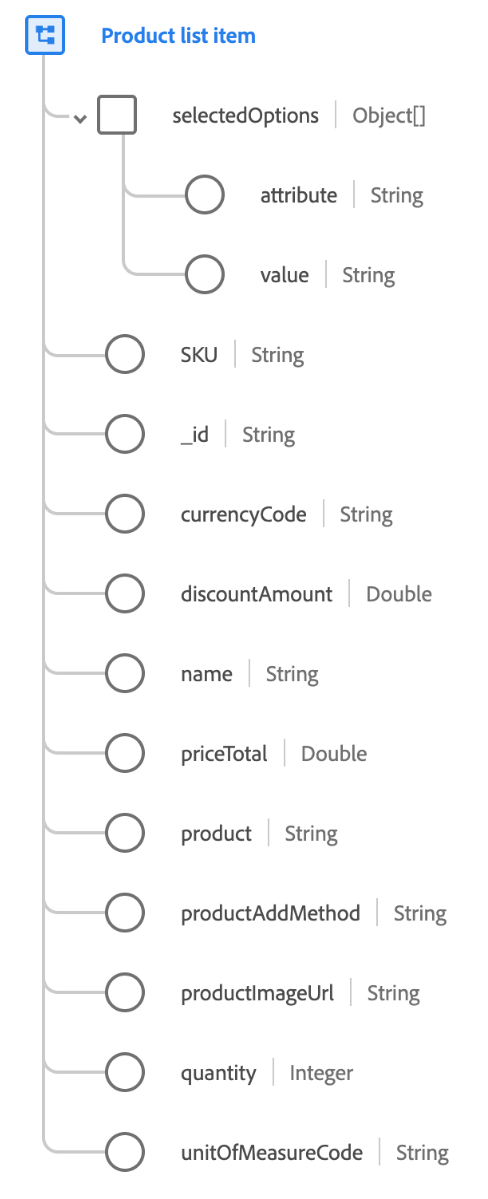 Product list item
selectedOptions | Object[]
attribute | String
value | String
SKU | String
_id | String
currencyCode | String
discountAmount | Double
name | String
priceTotal | Double
product | String
productAddMethod | String
productImageUrl | String
quantity | Integer
unitOfMeasureCode | String